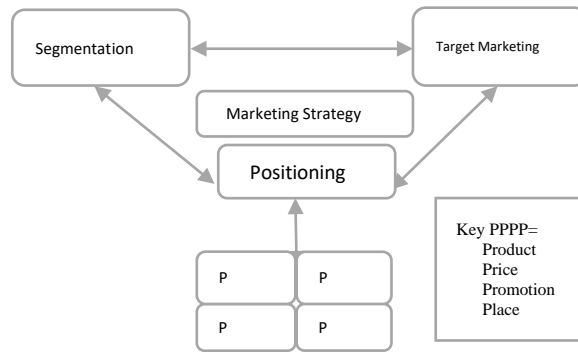 Segmentation
Target Marketing
Marketing Strategy
Positioning
P
P
P
P
Key PPPP=
Product
Price
Promotion
Place